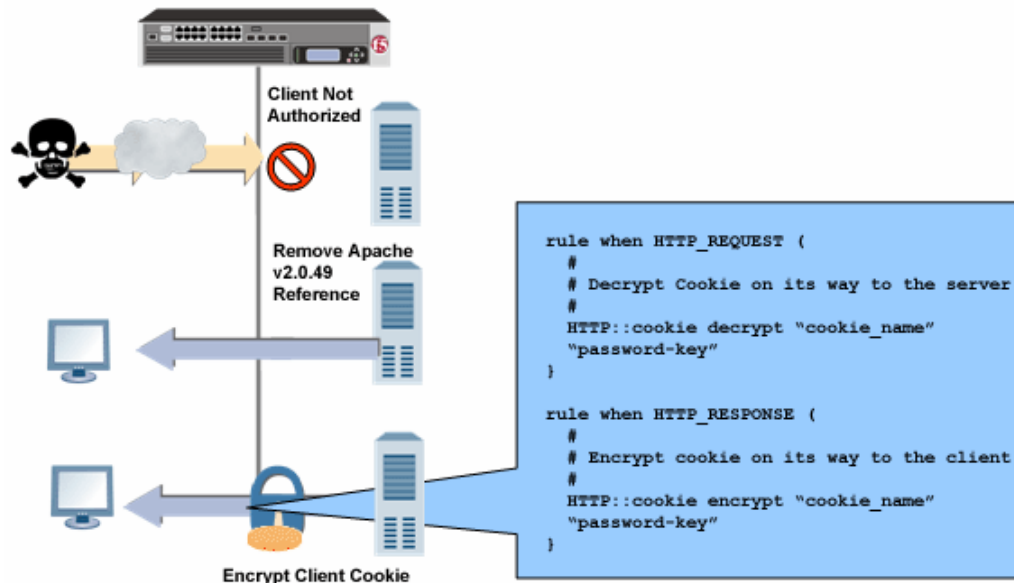 f5
Client Not
Authorized
Remove Apache
v2.0.49
Reference
Encrypt Client Cookie
rule when HTTP_REQUEST (
#
# Decrypt Cookie on its way to the server
#
HTTP::cookie decrypt “cookie_name”
“password-key”
}
rule when HTTP_RESPONSE (
#
# Encrypt cookie on its way to the client
#
HTTP::cookie encrypt “cookie_name”
“password-key”
}